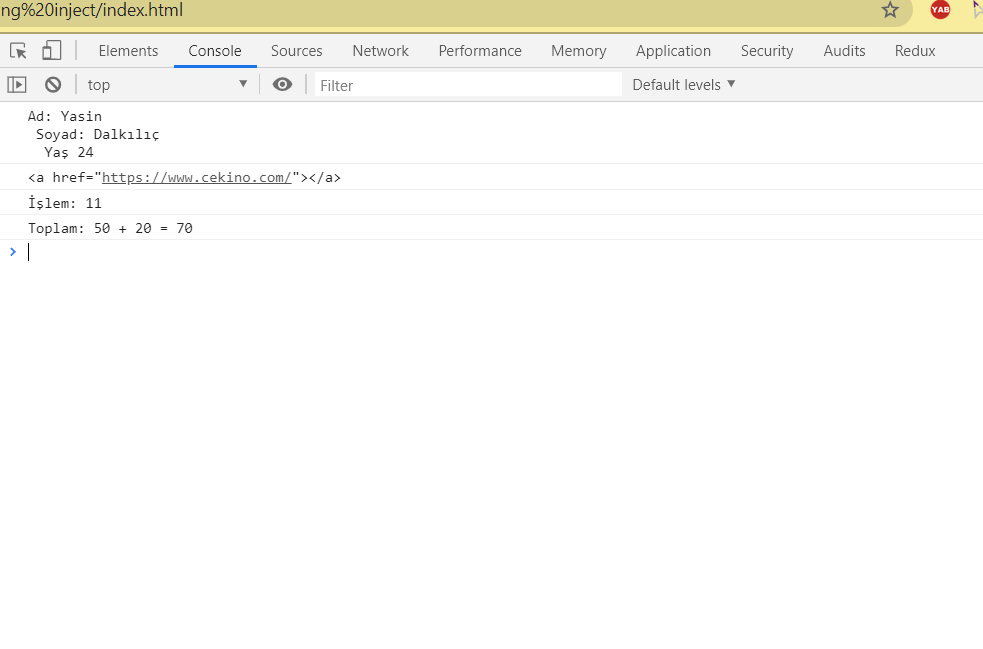 ng%20inject/index.html
YAB
Elements Console Sources Network Performance Memory Application Security Audits Redux
top Filter Default levels
Ad: Yasin
Soyad: Dalkılıç
Yaş 24
<a href="https://www.cekino.com/"></a>
İşlem: 11
Toplam: 50 + 20 = 70